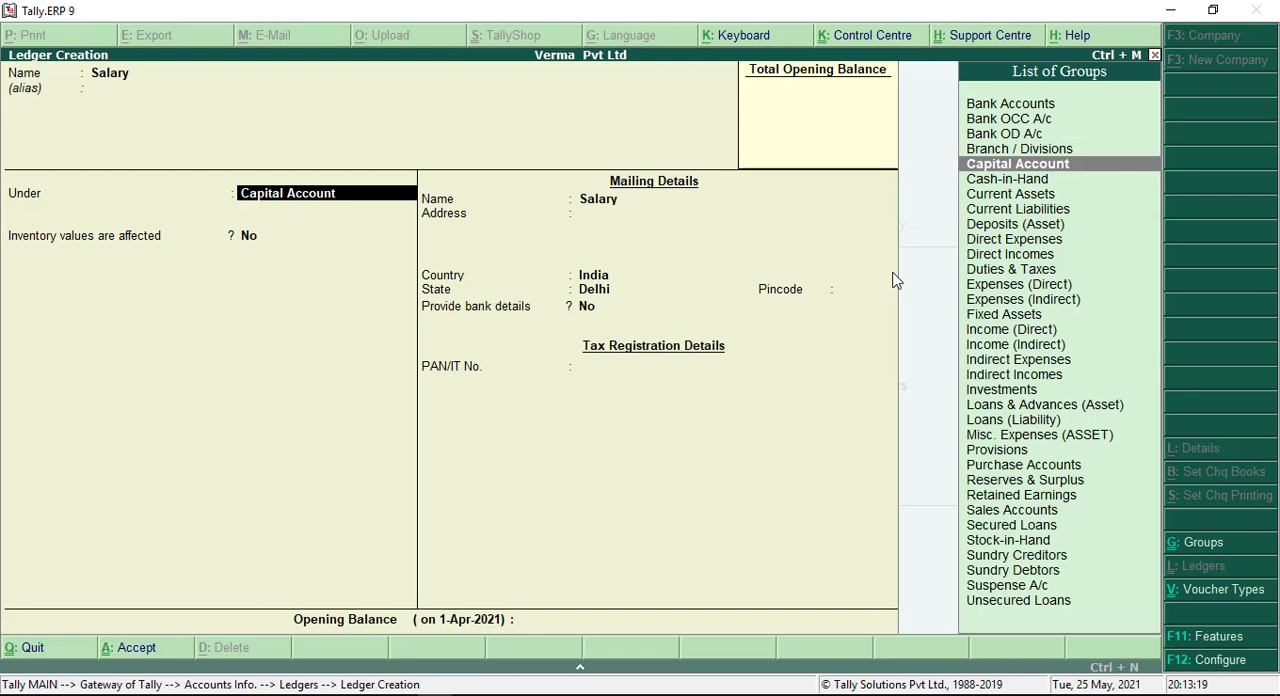 Tally.ERP 9
P: Print E: Export M: E-Mail O: Upload S: TallyShop G: Language K: Keyboard K: Control Centre H: Support Centre H: Help
F3: Company
F3: New Company
Ledger Creation Verma Pvt Ltd Ctrl + M
Name : Salary
(alias) :
Total Opening Balance
Under : Capital Account
Inventory values are affected ? No
Mailing Details
Name : Salary
Address :
Country : India
State : Delhi Pincode :
Provide bank details ? No
Tax Registration Details
PAN/IT No. :
Opening Balance ( on 1-Apr-2021) :
List of Groups
Bank Accounts
Bank OCC A/c
Bank OD A/c
Branch / Divisions
Capital Account
Cash-in-Hand
Current Assets
Current Liabilities
Deposits (Asset)
Direct Expenses
Direct Incomes
Duties & Taxes
Expenses (Direct)
Expenses (Indirect)
Fixed Assets
Income (Direct)
Income (Indirect)
Indirect Expenses
Indirect Incomes
Investments
Loans & Advances (Asset)
Loans (Liability)
Misc. Expenses (ASSET)
Provisions
Purchase Accounts
Reserves & Surplus
Retained Earnings
Sales Accounts
Secured Loans
Stock-in-Hand
Sundry Creditors
Sundry Debtors
Suspense A/c
Unsecured Loans
L: Details
B: Set Chq Books
S: Set Chq Printing
G: Groups
L: Ledgers
V: Voucher Types
F11: Features
F12: Configure
Q: Quit A: Accept D: Delete
Ctrl + N
Tally MAIN --> Gateway of Tally --> Accounts Info. --> Ledgers --> Ledger Creation © Tally Solutions Pvt Ltd., 1988-2019 Tue, 25 May, 2021 20:13:19